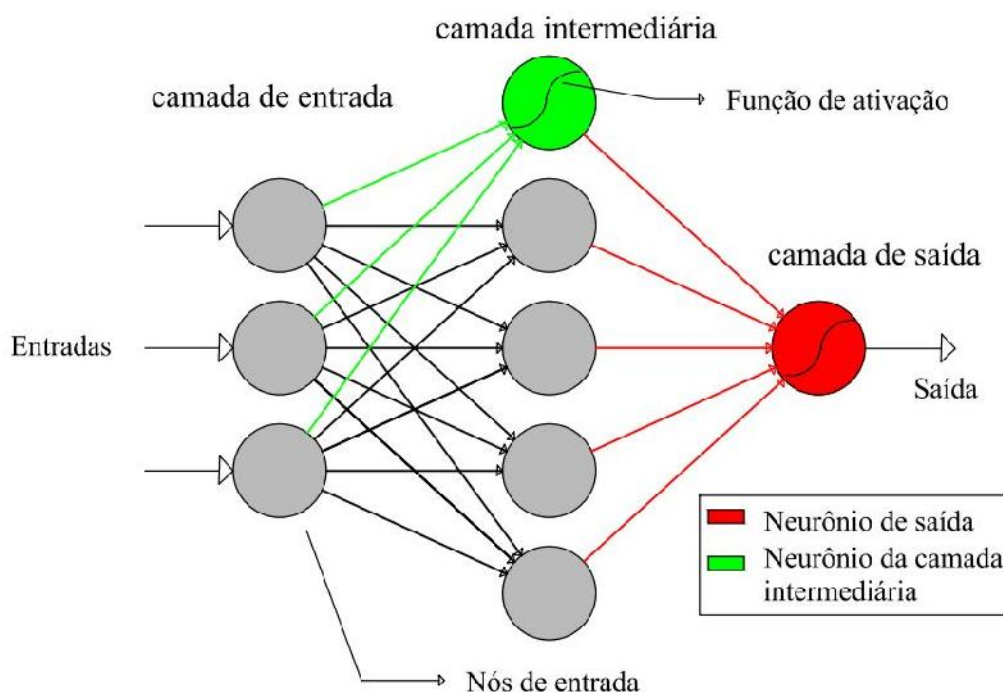 camada intermediária
camada de entrada
Função de ativação
camada de saída
Entradas
Saída
Neurônio de saída
Neurônio da camada
intermediária
Nós de entrada